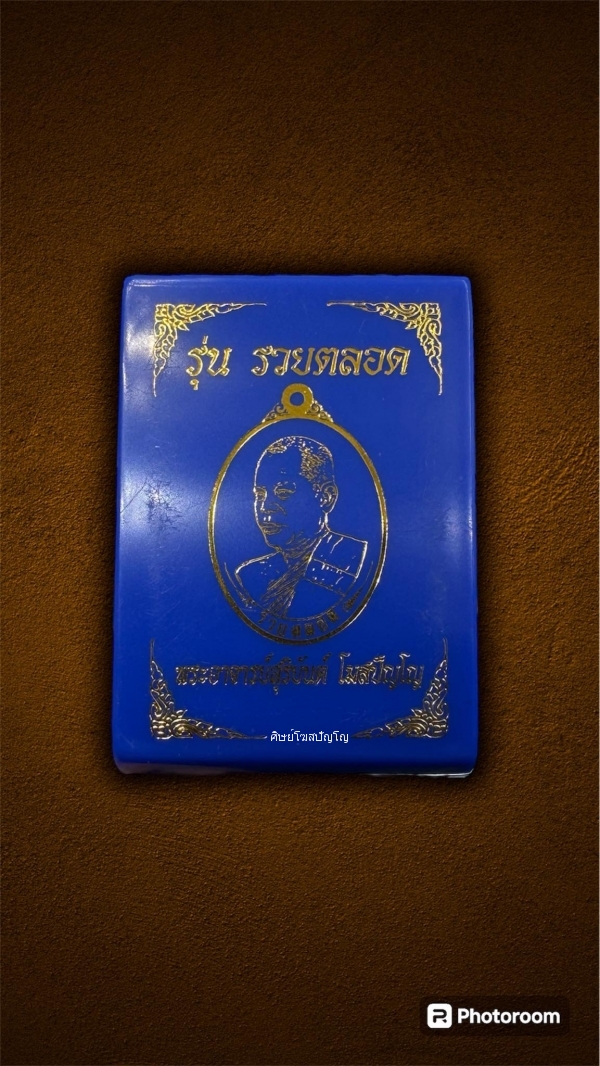 รุ่น รวยตลอด
พระอาจารย์สุริยันต์ โฆสปัญโญ
ศิษย์โฆสปัญโญ
Photoroom